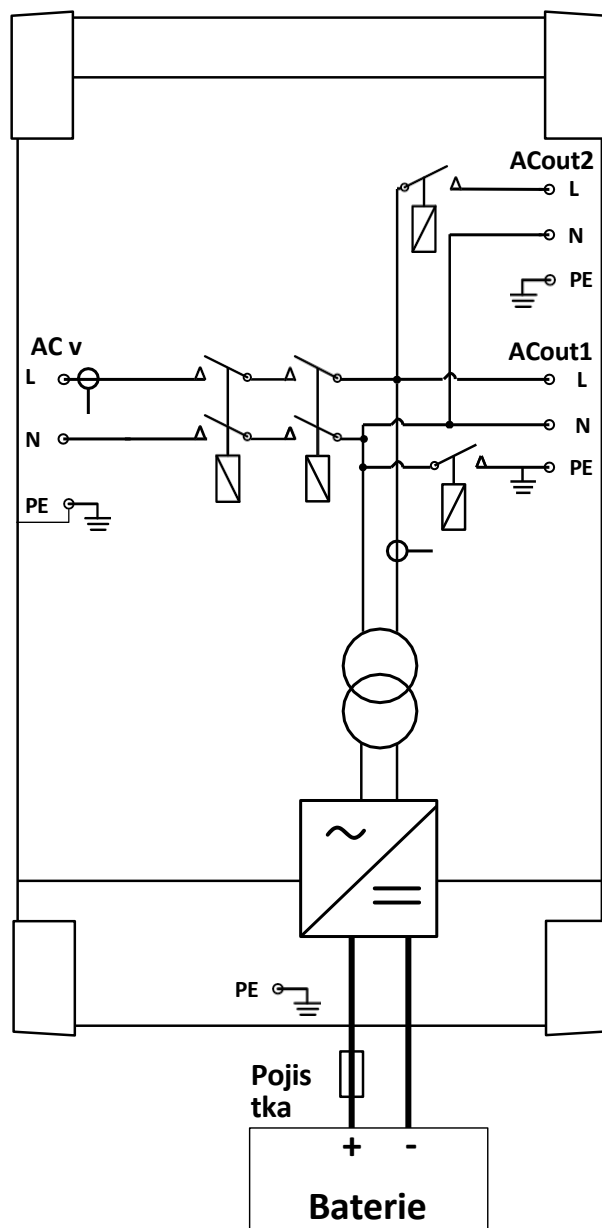 ACout2
L
N
PE
AC v
L
N
PE
ACout1
L
N
PE
PE
Pojis
tka
+ -
Baterie